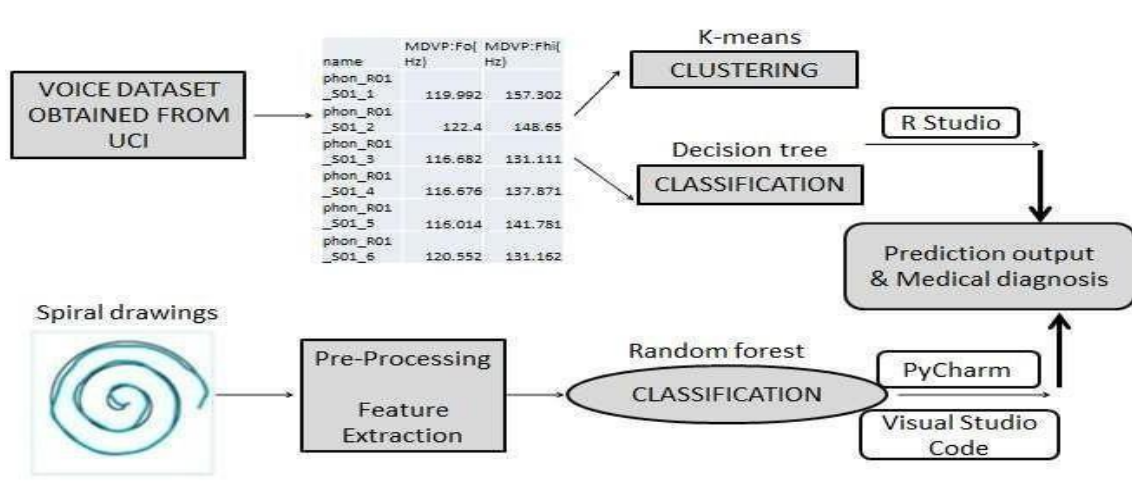 VOICE DATASET
OBTAINED FROM
UCI
name MDVP:Fo( Hz) MDVP:Fhi( Hz)
phon_R01
_S01_1 119.992 157.302
phon_R01
_S01_2 122.4 148.65
phon_R01
_S01_3 116.682 131.111
phon_R01
_S01_4 116.676 137.871
phon_R01
_S01_5 116.014 141.781
phon_R01
_S01_6 120.552 131.162
K-means
CLUSTERING
Decision tree
CLASSIFICATION
R Studio
Prediction output
& Medical diagnosis
Spiral drawings
Pre-Processing
Feature
Extraction
Random forest
CLASSIFICATION
PyCharm
Visual Studio
Code